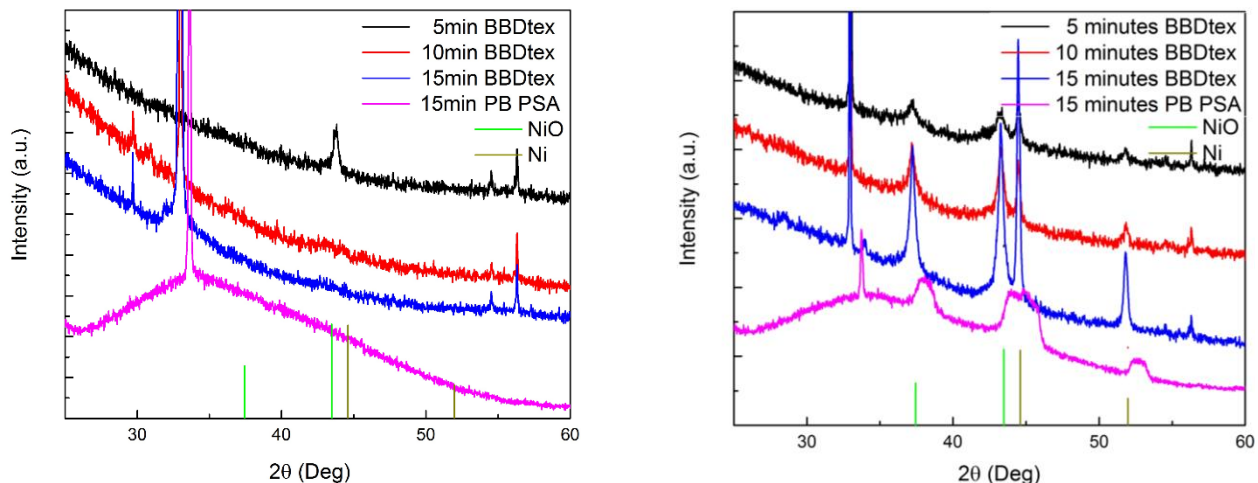 5min BBDtex
10min BBDtex
15min BBDtex
15min PB PSA
NiO
Ni
Intensity (a.u.)
30
40
50
60
2θ (Deg)
5 minutes BBDtex
10 minutes BBDtex
15 minutes BBDtex
15 minutes PB PSA
NiO
Ni
Intensity (a.u.)
30
40
50
60
2θ (Deg)